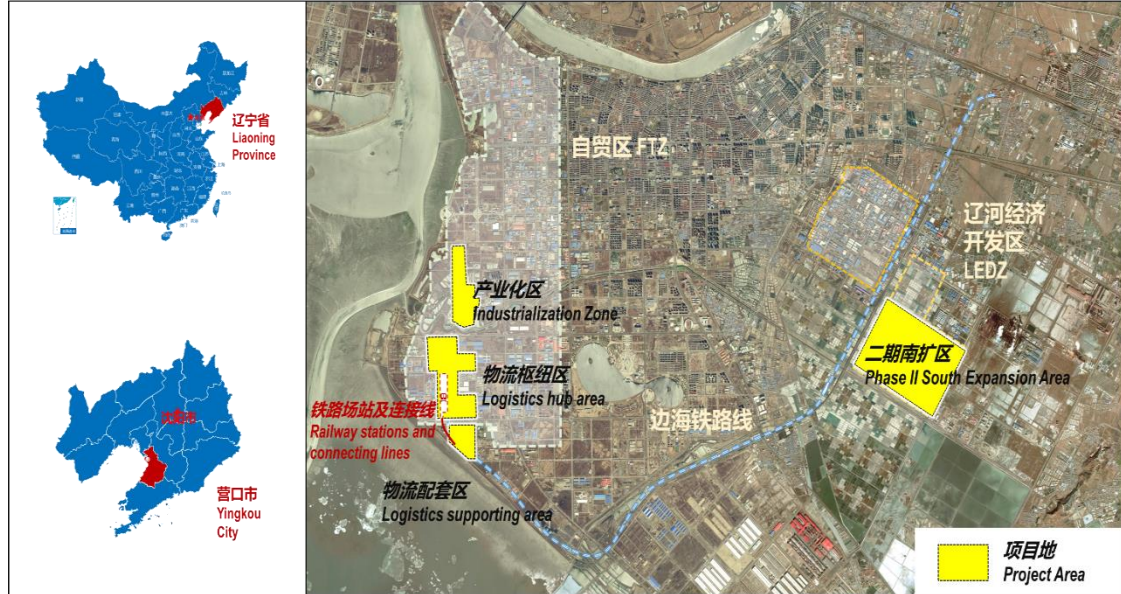 辽宁省
Liaoning
Province
沈阳市
营口市
Yingkou
City
自贸区 FTZ
辽河经济
开发区
LEDZ
产业化区
Industrialization Zone
物流枢纽区
Logistics hub area
铁路场站及连接线
Railway stations and
connecting lines
物流配套区
Logistics supporting area
边海铁路线
二期南扩区
Phase II South Expansion Area
项目地
Project Area